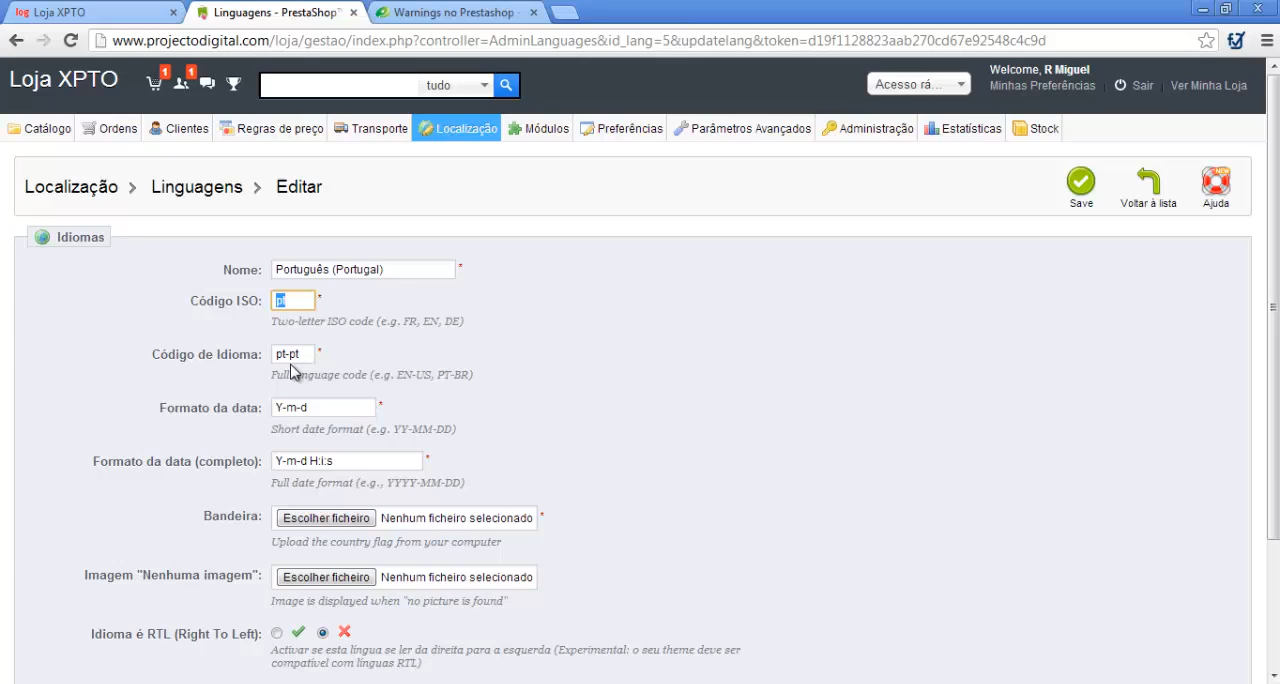 log Loja XPTO
Linguagens - PrestaShop™
Warnings no Prestashop
www.projectodigital.com/loja/gestao/index.php?controller=AdminLanguages&id_lang=5&updatelang&token=d19f1128823aab270cd67e92548c4c9d
Loja XPTO
1
1
tudo
Acesso rá...
Welcome, R Miguel
Minhas Preferências
Sair
Ver Minha Loja
Catálogo
Ordens
Clientes
Regras de preço
Transporte
Localização
Módulos
Preferências
Parâmetros Avançados
Administração
Estatísticas
Stock
Localização > Linguagens > Editar
Save
Voltar à lista
NEW
Ajuda
Idiomas
Nome: Português (Portugal) *
Código ISO: pt *
Two-letter ISO code (e.g. FR, EN, DE)
Código de Idioma: pt-pt *
Full language code (e.g. EN-US, PT-BR)
Formato da data: Y-m-d *
Short date format (e.g. YY-MM-DD)
Formato da data (completo): Y-m-d H:i:s *
Full date format (e.g., YYYY-MM-DD)
Bandeira: Escolher ficheiro Nenhum ficheiro selecionado *
Upload the country flag from your computer
Imagem "Nenhuma imagem": Escolher ficheiro Nenhum ficheiro selecionado
Image is displayed when "no picture is found"
Idioma é RTL (Right To Left):
Activar se esta língua se ler da direita para a esquerda (Experimental: o seu theme deve ser
compatível com línguas RTL)